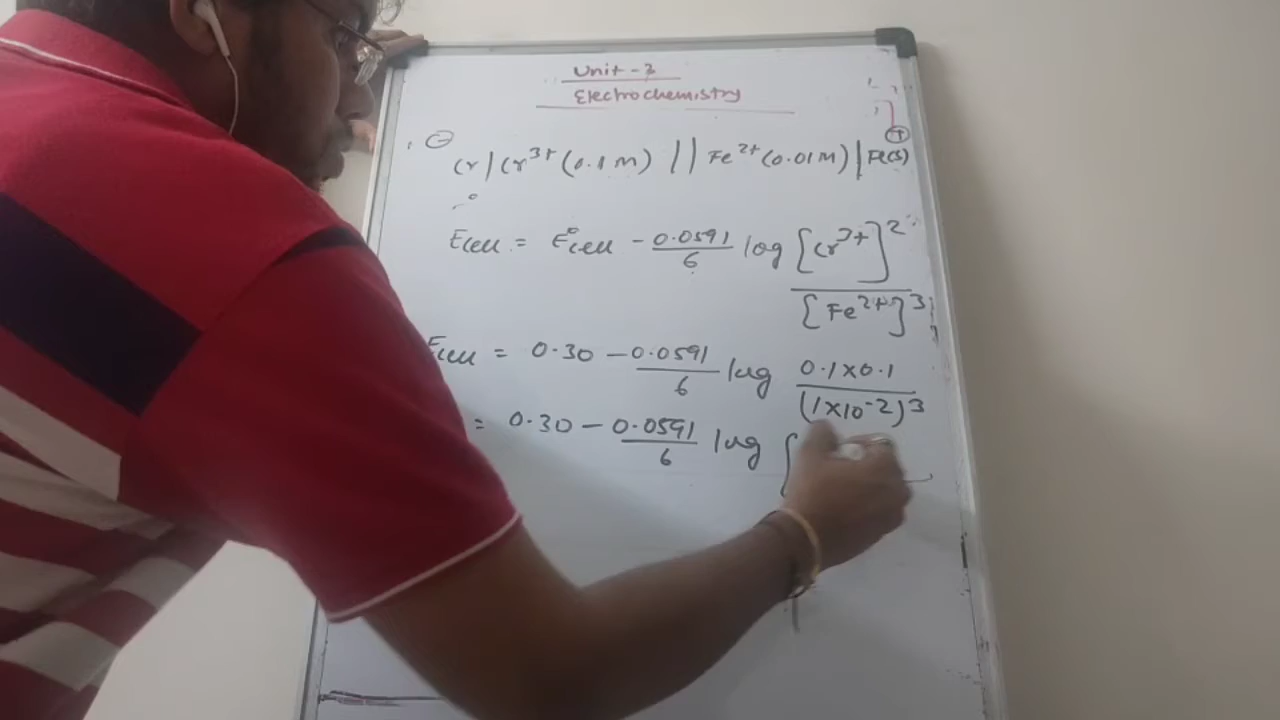 Unit - 3
Electrochemistry
Cr | Cr³⁺ (0.1M) || Fe²⁺ (0.01M) | Fe(s)
Ecell = E°cell - 0.0591/6 log [Cr³⁺]²/[Fe²⁺]³
Ecell = 0.30 - 0.0591/6 log 0.1×0.1/(1×10⁻²)³
= 0.30 - 0.0591/6 log [